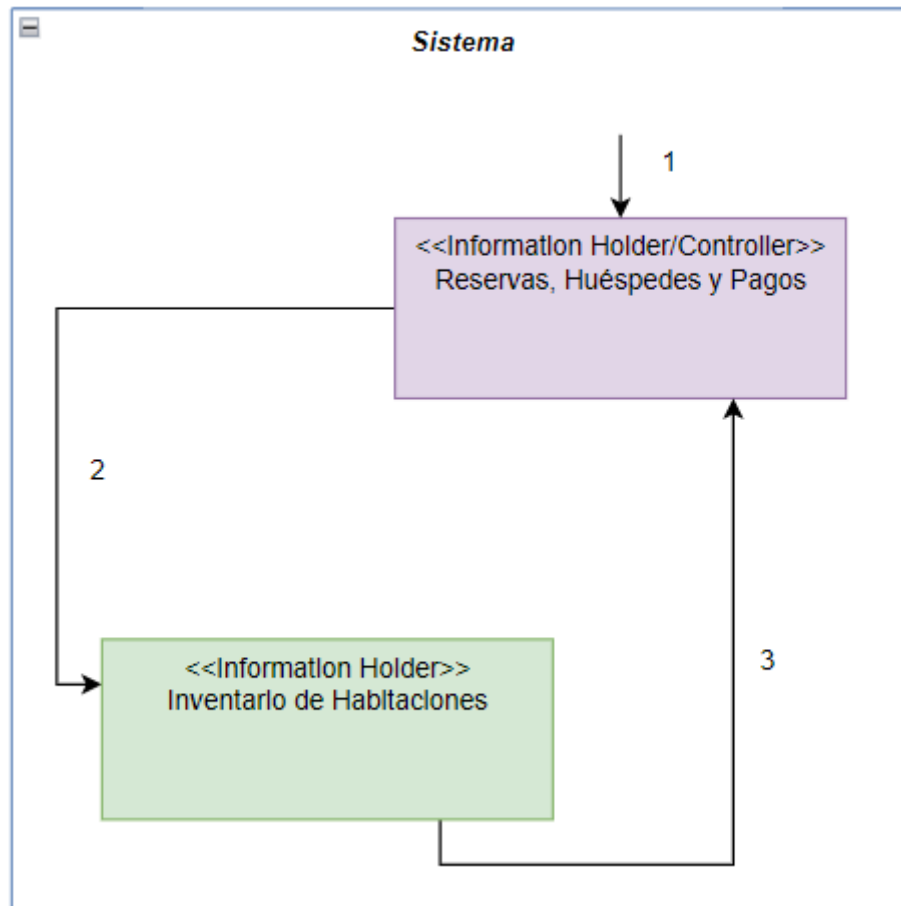 Sistema
1
<<Information Holder/Controller>>
Reservas, Huéspedes y Pagos
2
<<Information Holder>>
Inventario de Habitaciones
3